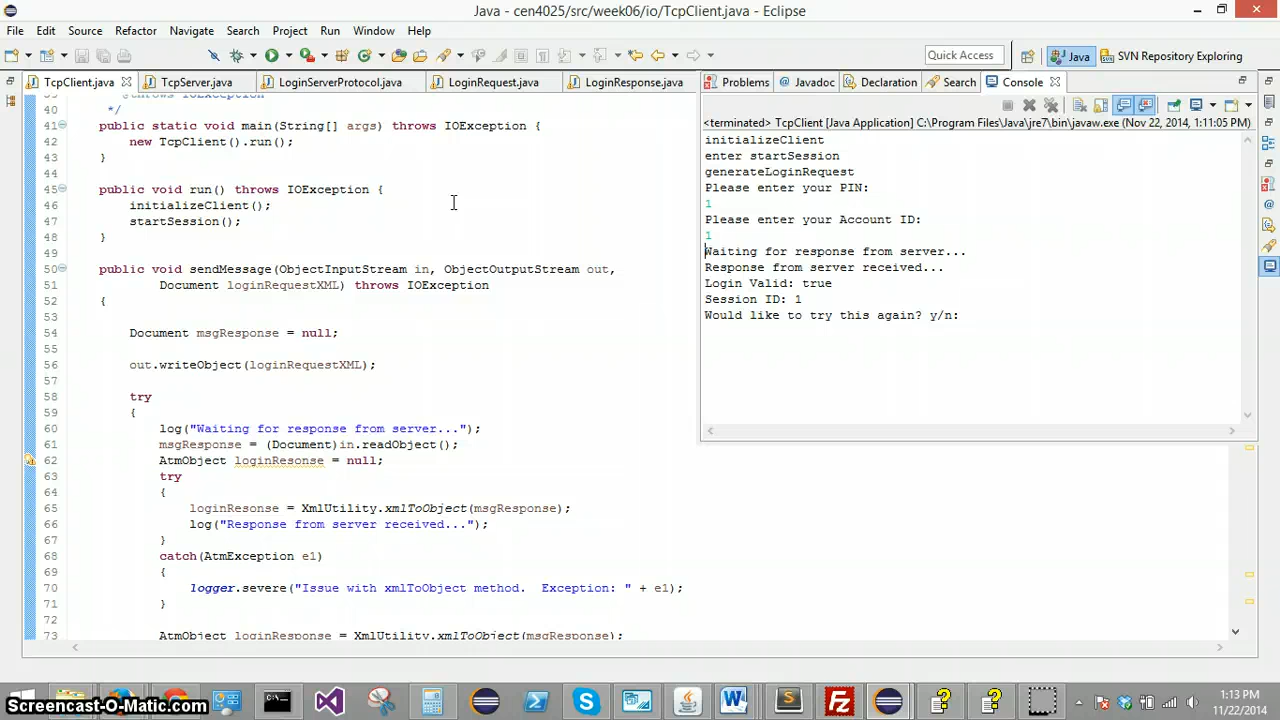 Java - cen4025/src/week06/io/TcpClient.java - Eclipse
File Edit Source Refactor Navigate Search Project Run Window Help
Quick Access Java SVN Repository Exploring
TcpClient.java TcpServer.java LoginServerProtocol.java LoginRequest.java LoginResponse.java
Problems Javadoc Declaration Search Console
<terminated> TcpClient [Java Application] C:\Program Files\Java\jre7\bin\javaw.exe (Nov 22, 2014, 1:11:05 PM)
39 @throws IOException
40 */
41 public static void main(String[] args) throws IOException {
42 new TcpClient().run();
43 }
44
45 public void run() throws IOException {
46 initializeClient();
47 startSession();
48 }
49
50 public void sendMessage(ObjectInputStream in, ObjectOutputStream out,
51 Document loginRequestXML) throws IOException
52 {
53
54 Document msgResponse = null;
55
56 out.writeObject(loginRequestXML);
57
58 try
59 {
60 log("Waiting for response from server...");
61 msgResponse = (Document)in.readObject();
62 AtmObject loginResonse = null;
63 try
64 {
65 loginResonse = XmlUtility.xmlToObject(msgResponse);
66 log("Response from server received...");
67 }
68 catch(AtmException e1)
69 {
70 logger.severe("Issue with xmlToObject method.  Exception: " + e1);
71 }
72
73 AtmObject loginResponse = XmlUtility.xmlToObject(msgResponse);
initializeClient
enter startSession
generateLoginRequest
Please enter your PIN:
1
Please enter your Account ID:
1
Waiting for response from server...
Response from server received...
Login Valid: true
Session ID: 1
Would like to try this again? y/n:
Screencast-O-Matic.com
1:13 PM
11/22/2014